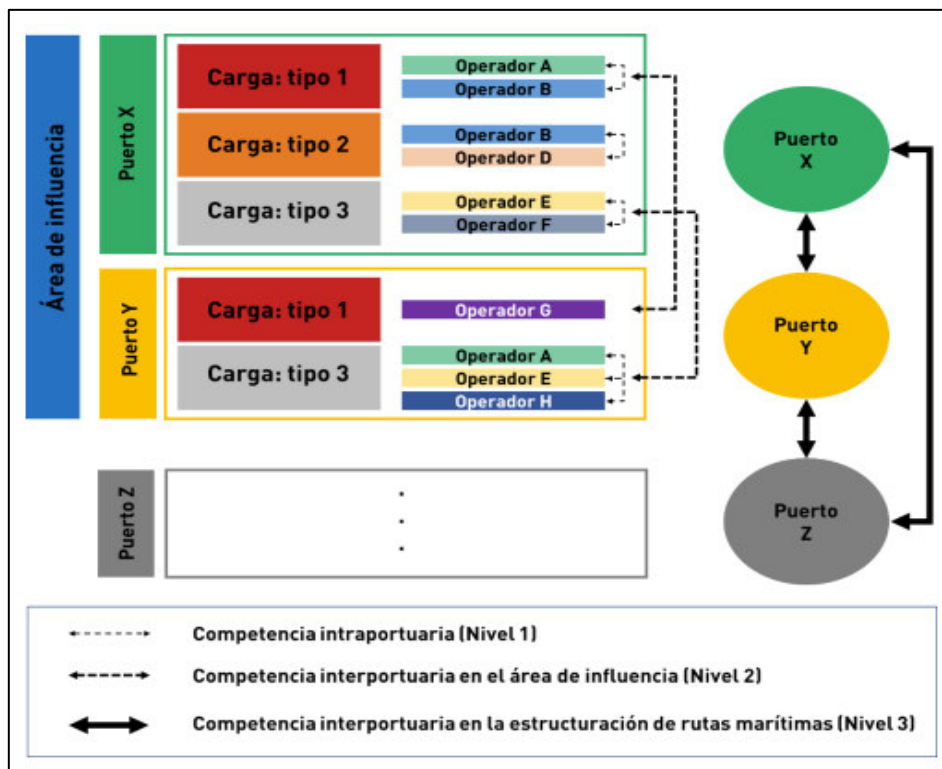 Área de influencia
Puerto X
Carga: tipo 1
Operador A
Operador B
Carga: tipo 2
Operador B
Operador D
Carga: tipo 3
Operador E
Operador F
Puerto Y
Carga: tipo 1
Operador G
Carga: tipo 3
Operador A
Operador E
Operador H
Puerto Z
Puerto
X
Puerto
Y
Puerto
Z
Competencia intraportuaria (Nivel 1)
Competencia interportuaria en el área de influencia (Nivel 2)
Competencia interportuaria en la estructuración de rutas marítimas (Nivel 3)